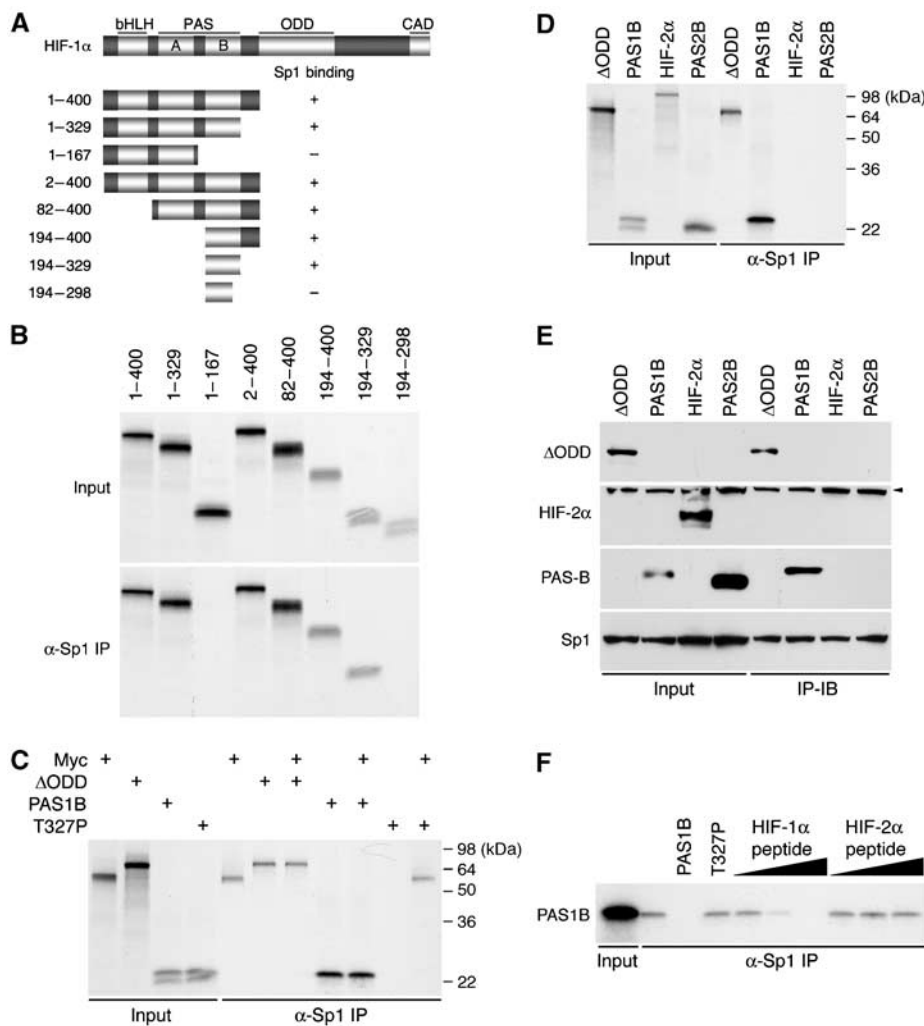 A
bHLH PAS ODD CAD
HIF-1α A B
Sp1 binding
1–400 +
1–329 +
1–167 –
2–400 +
82–400 +
194–400 +
194–329 +
194–298 –
B
1–400 1–329 1–167 2–400 82–400 194–400 194–329 194–298
Input
α-Sp1 IP
C
Myc + + + + +
ΔODD + + +
PAS1B + + +
T327P + + +
98 (kDa)
64
50
36
22
Input α-Sp1 IP
D
ΔODD PAS1B HIF-2α PAS2B ΔODD PAS1B HIF-2α PAS2B
98 (kDa)
64
50
36
22
Input α-Sp1 IP
E
ΔODD PAS1B HIF-2α PAS2B ΔODD PAS1B HIF-2α PAS2B
ΔODD
HIF-2α
PAS-B
Sp1
Input IP-IB
F
PAS1B T327P HIF-1α peptide HIF-2α peptide
PAS1B
Input α-Sp1 IP